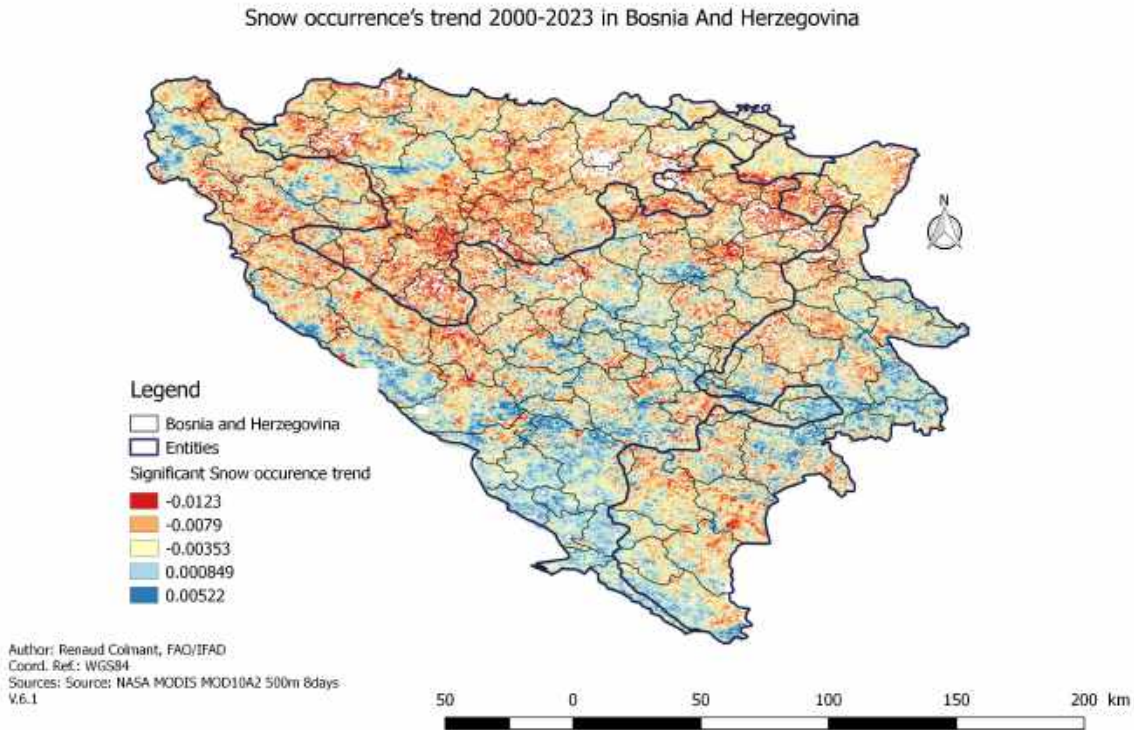 Snow occurrence's trend 2000-2023 in Bosnia And Herzegovina
N
Legend
Bosnia and Herzegovina
Entities
Significant Snow occurence trend
-0.0123
-0.0079
-0.00353
0.000849
0.00522
Author: Renaud Colmant, FAO/IFAD
Coord. Ref.: WGS84
Sources: Source: NASA MODIS MOD10A2 500m 8days
V.6.1
50 0 50 100 150 200 km